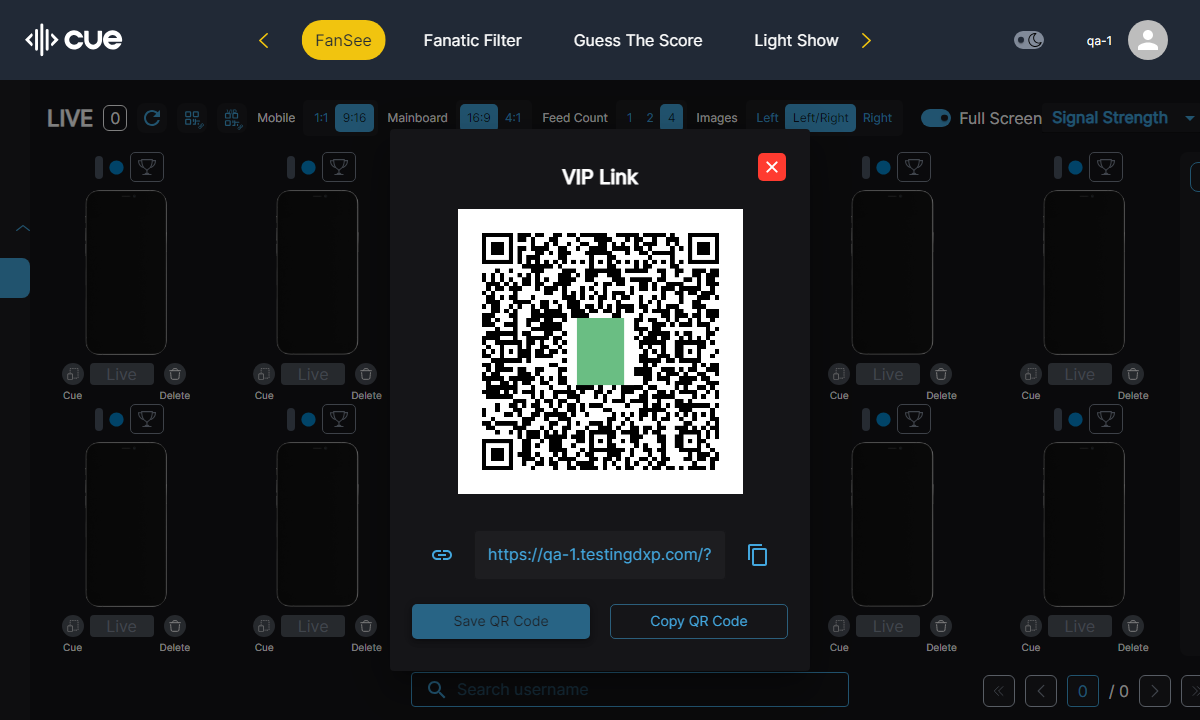 cue
FanSee
Fanatic Filter
Guess The Score
Light Show
qa-1
LIVE 0
Mobile 1:1 9:16
Mainboard 16:9 4:1
Feed Count 1 2 4
Images Left Left/Right Right
Full Screen
Signal Strength
VIP Link
Live Live Live Live
Cue Delete Cue Delete Cue Delete Cue Delete
https://qa-1.testingdxp.com/?
Save QR Code
Copy QR Code
Live Live Live Live
Cue Delete Cue Delete Cue Delete Cue Delete
Search username
0 / 0